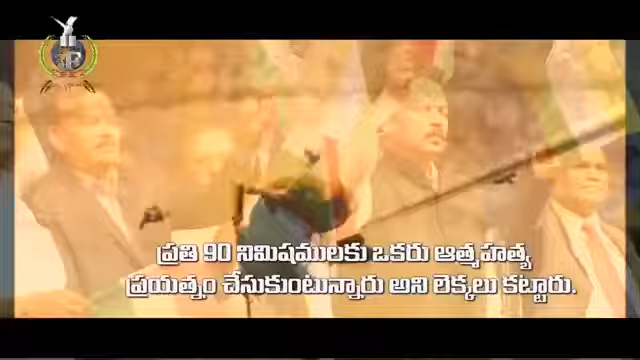 ప్రతి 90 నిమిషములకు ఒకరు ఆత్మహత్య
ప్రయత్నం చేసుకుంటున్నారు అని లెక్కలు కట్టారు.